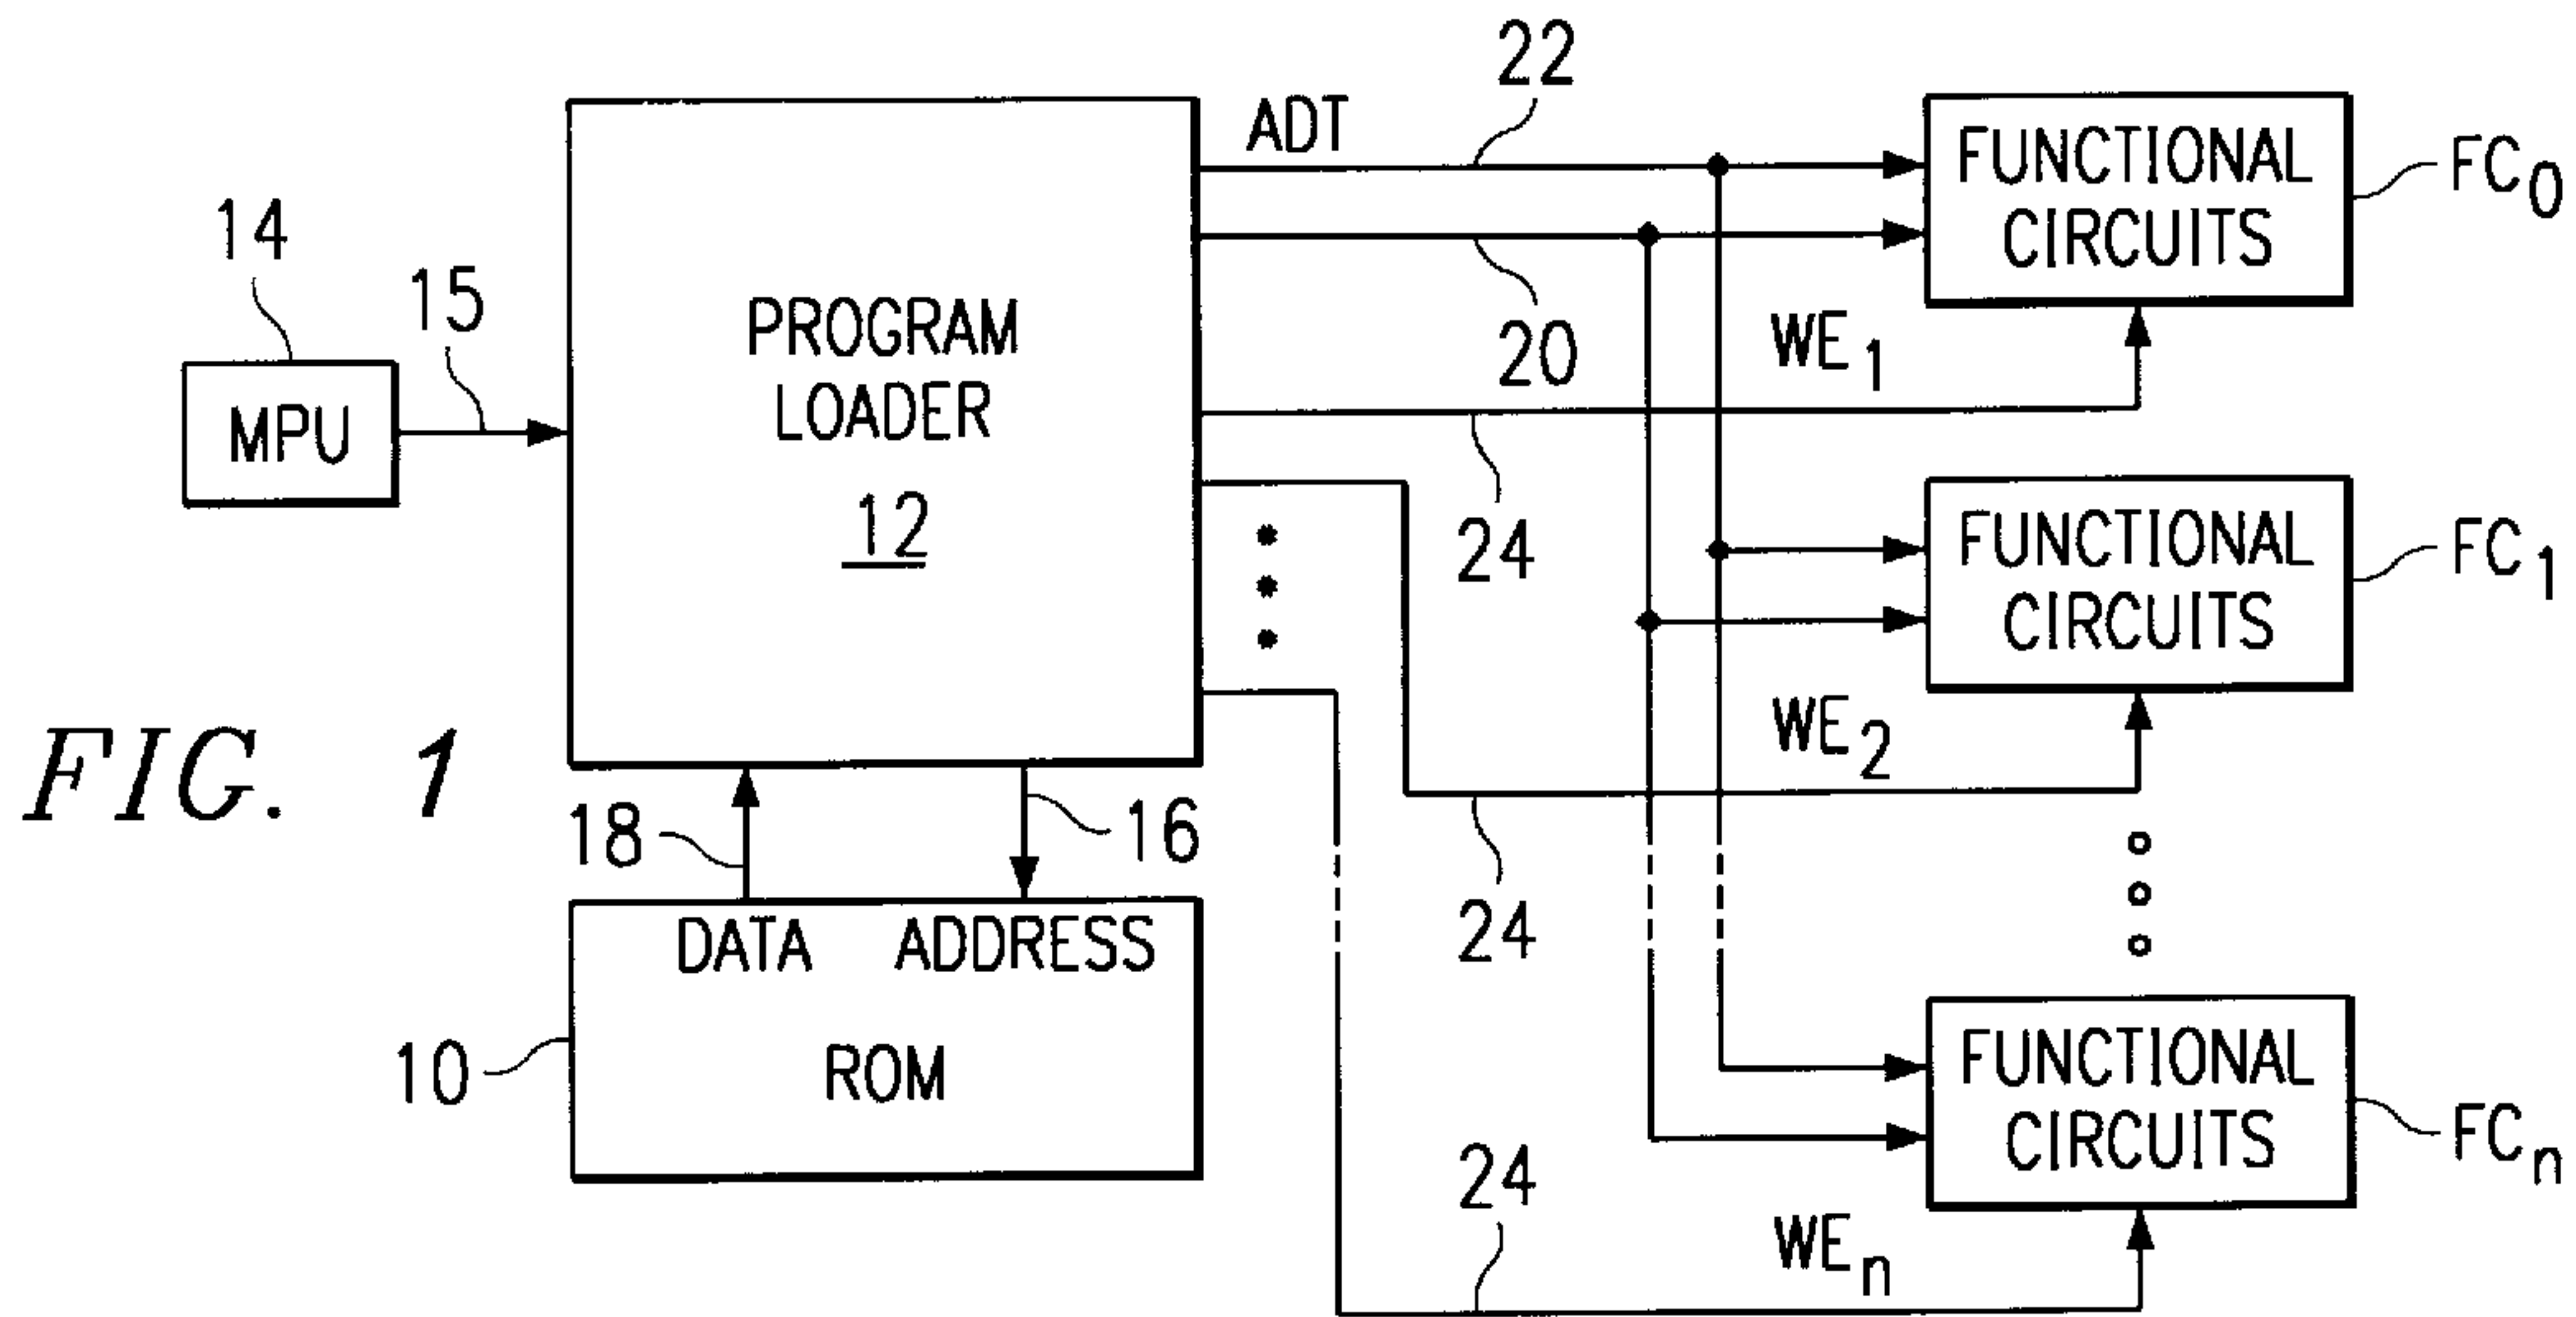 22
ADT
FUNCTIONAL
CIRCUITS
FC0
14
15
MPU
PROGRAM
LOADER
12
20
WE1
24
FUNCTIONAL
CIRCUITS
FC1
WE2
24
18
16
DATA ADDRESS
ROM
10
FUNCTIONAL
CIRCUITS
FCn
24
WEn
FIG. 1